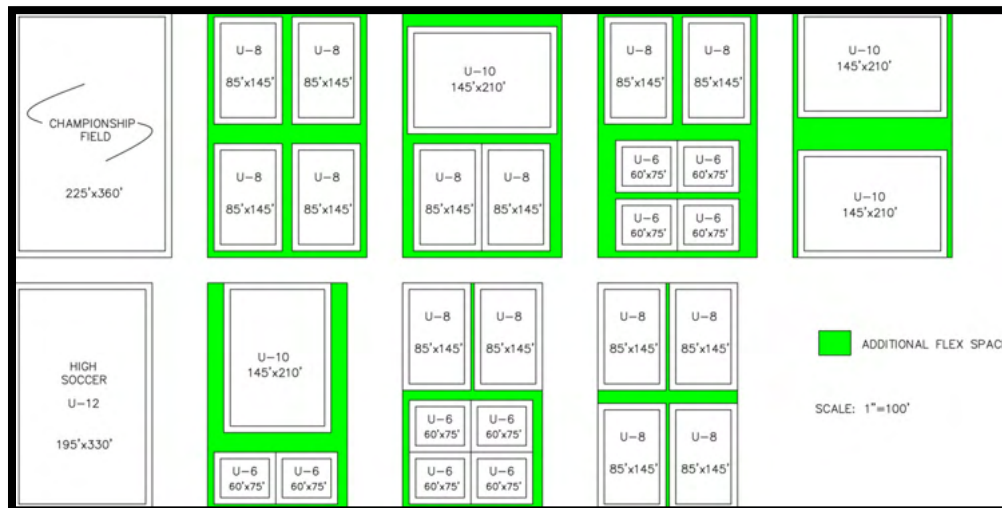 CHAMPIONSHIP
FIELD
225'x360'
U-8
85'x145'
U-8
85'x145'
U-8
85'x145'
U-8
85'x145'
U-10
145'x210'
U-8
85'x145'
U-8
85'x145'
U-8
85'x145'
U-8
85'x145'
U-6
60'x75'
U-6
60'x75'
U-6
60'x75'
U-6
60'x75'
U-10
145'x210'
U-10
145'x210'
HIGH
SOCCER
U-12
195'x330'
U-10
145'x210'
U-6
60'x75'
U-6
60'x75'
U-8
85'x145'
U-8
85'x145'
U-6
60'x75'
U-6
60'x75'
U-6
60'x75'
U-6
60'x75'
U-8
85'x145'
U-8
85'x145'
U-8
85'x145'
U-8
85'x145'
ADDITIONAL FLEX SPAC
SCALE: 1"=100'